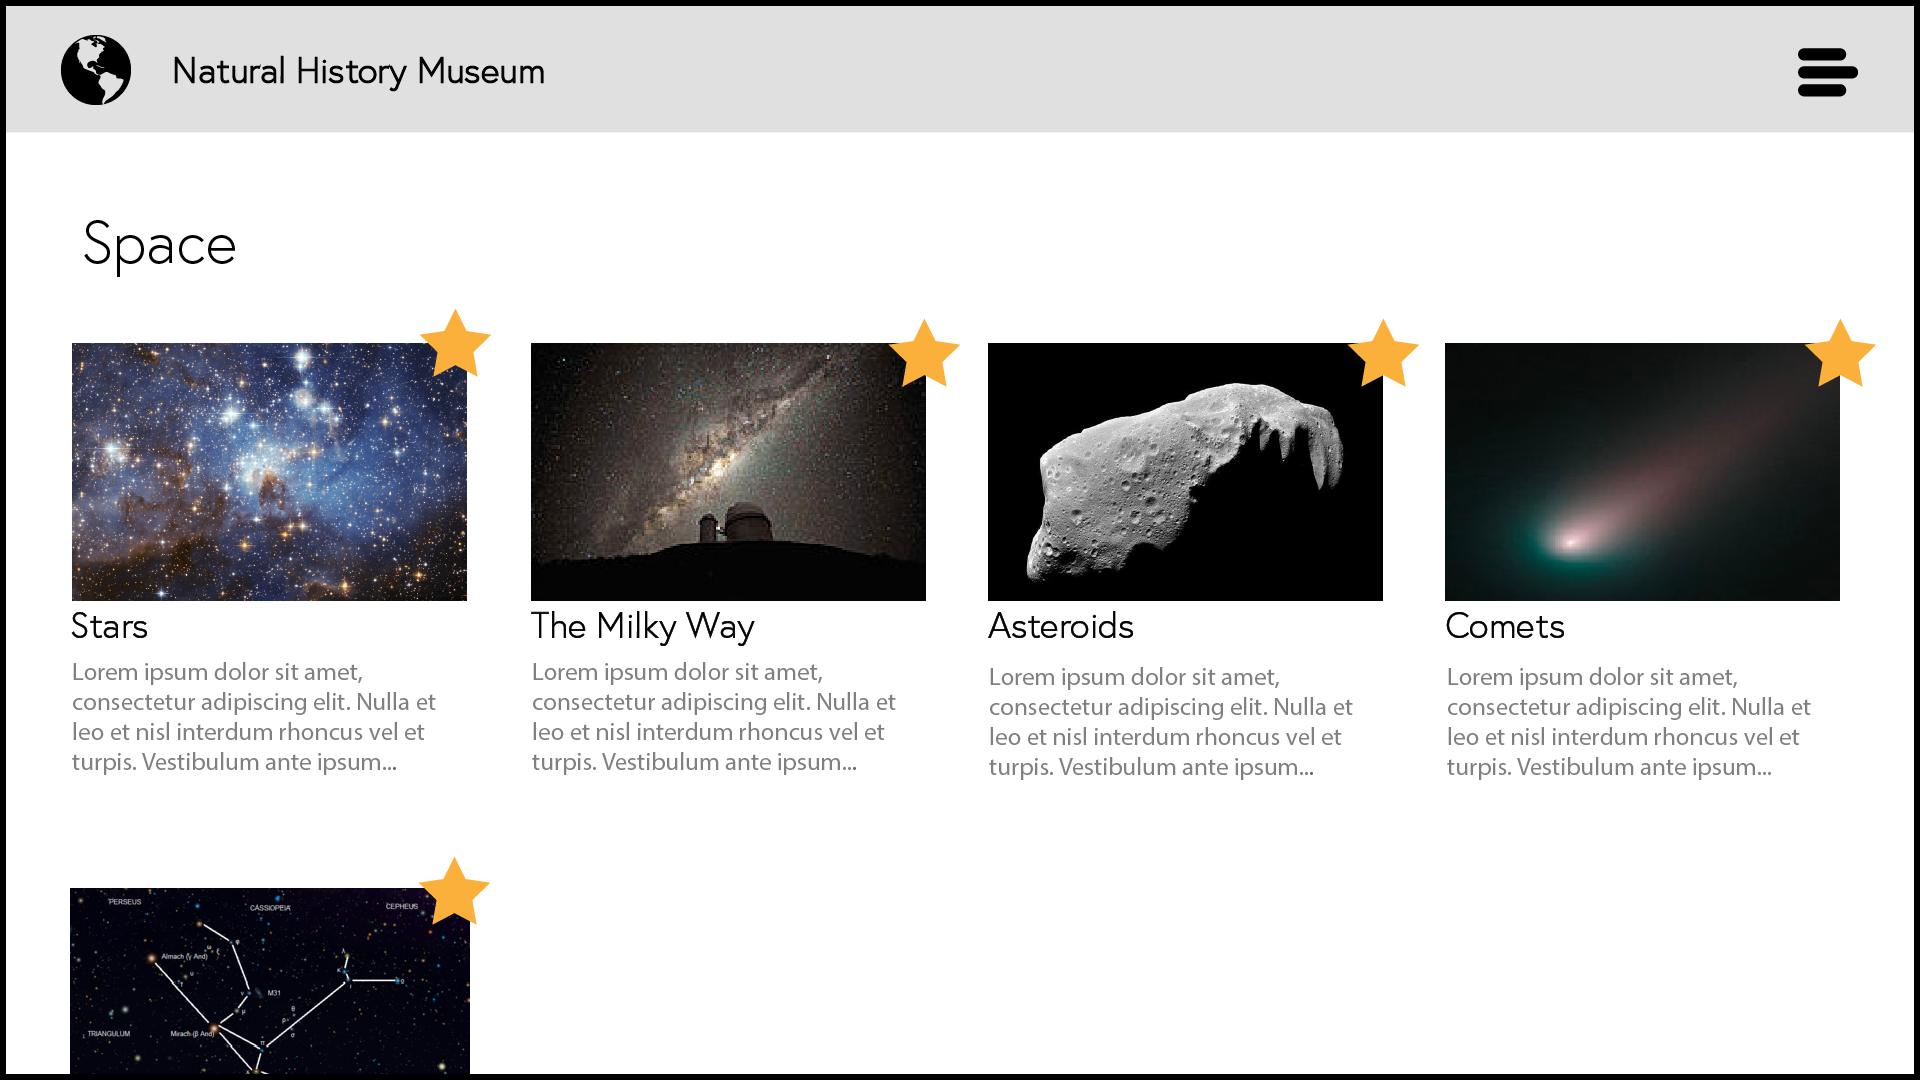 Natural History Museum
Space
Stars
Lorem ipsum dolor sit amet,
consectetur adipiscing elit. Nulla et
leo et nisl interdum rhoncus vel et
turpis. Vestibulum ante ipsum...
The Milky Way
Lorem ipsum dolor sit amet,
consectetur adipiscing elit. Nulla et
leo et nisl interdum rhoncus vel et
turpis. Vestibulum ante ipsum...
Asteroids
Lorem ipsum dolor sit amet,
consectetur adipiscing elit. Nulla et
leo et nisl interdum rhoncus vel et
turpis. Vestibulum ante ipsum...
Comets
Lorem ipsum dolor sit amet,
consectetur adipiscing elit. Nulla et
leo et nisl interdum rhoncus vel et
turpis. Vestibulum ante ipsum...
PERSEUS
CASSIOPEIA
CEPHEUS
Almach (γ And)
M31
TRIANGULUM
Mirach (β And)